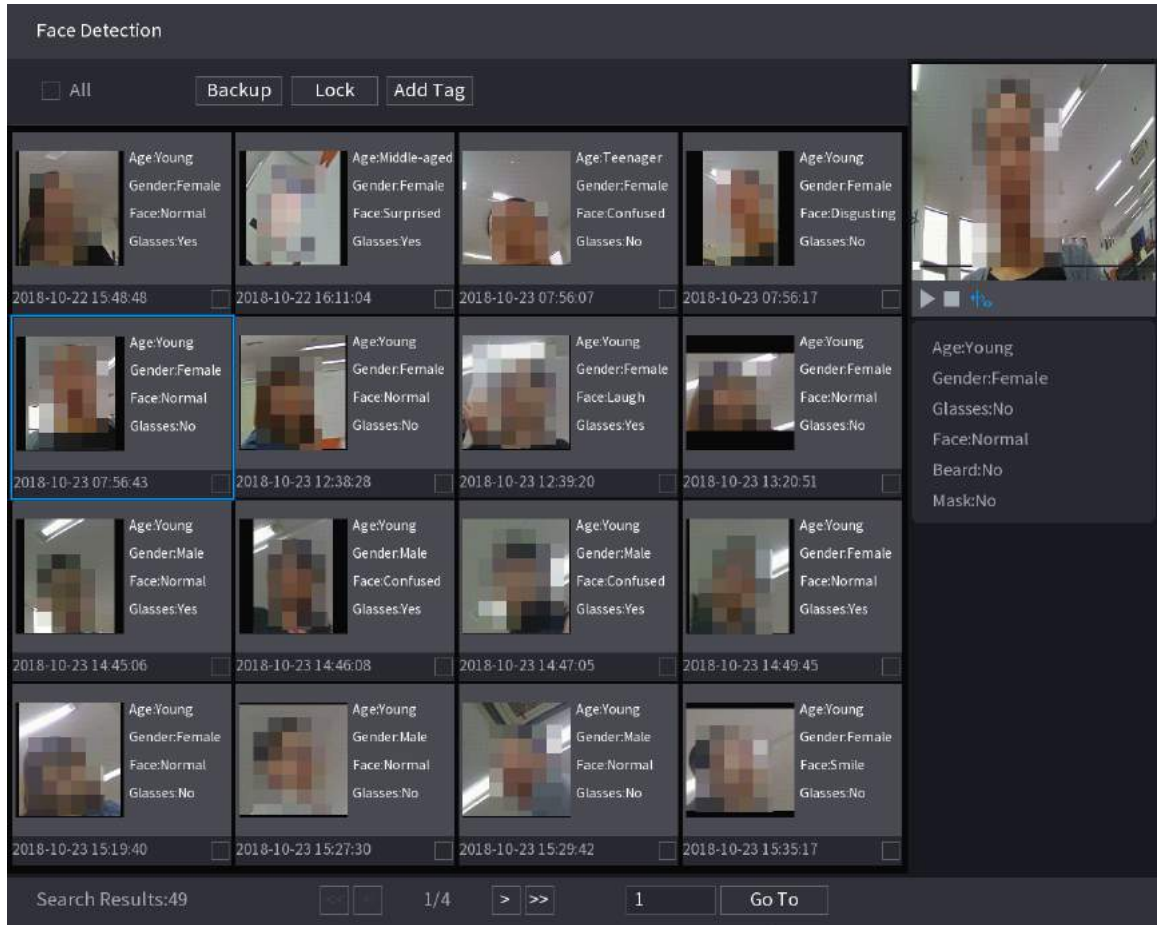 Face Detection
All
Backup
Lock
Add Tag
Age:Young
Gender:Female
Face:Normal
Glasses:Yes
2018-10-22 15:48:48
Age:Middle-aged
Gender:Female
Face:Surprised
Glasses:Yes
2018-10-22 16:11:04
Age:Teenager
Gender:Female
Face:Confused
Glasses:No
2018-10-23 07:56:07
Age:Young
Gender:Female
Face:Disgusting
Glasses:No
2018-10-23 07:56:17
Age:Young
Gender:Female
Face:Normal
Glasses:No
2018-10-23 07:56:43
Age:Young
Gender:Female
Face:Normal
Glasses:No
2018-10-23 12:38:28
Age:Young
Gender:Female
Face:Laugh
Glasses:Yes
2018-10-23 12:39:20
Age:Young
Gender:Female
Face:Normal
Glasses:No
2018-10-23 13:20:51
Age:Young
Gender:Male
Face:Normal
Glasses:Yes
2018-10-23 14:45:06
Age:Young
Gender:Male
Face:Confused
Glasses:Yes
2018-10-23 14:46:08
Age:Young
Gender:Male
Face:Confused
Glasses:Yes
2018-10-23 14:47:05
Age:Young
Gender:Female
Face:Normal
Glasses:Yes
2018-10-23 14:49:45
Age:Young
Gender:Female
Face:Normal
Glasses:No
2018-10-23 15:19:40
Age:Young
Gender:Male
Face:Normal
Glasses:No
2018-10-23 15:27:30
Age:Young
Gender:Male
Face:Normal
Glasses:No
2018-10-23 15:29:42
Age:Young
Gender:Female
Face:Smile
Glasses:No
2018-10-23 15:35:17
Age:Young
Gender:Female
Glasses:No
Face:Normal
Beard:No
Mask:No
Search Results:49
<< <
1/4
> >>
1
Go To